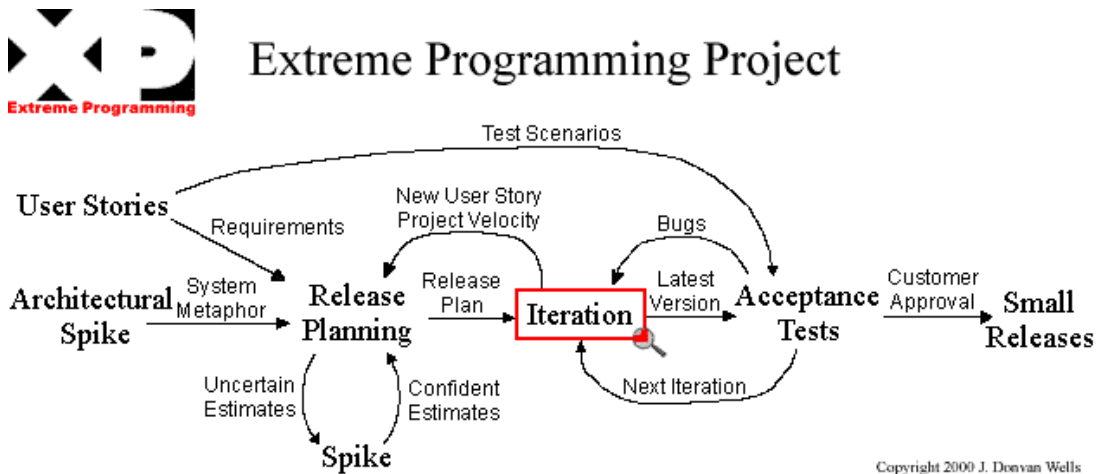 XP
Extreme Programming
Extreme Programming Project
Test Scenarios
User Stories
Requirements
New User Story
Project Velocity
Bugs
Architectural
Spike
System
Metaphor
Release
Planning
Release
Plan
Iteration
Latest
Version
Acceptance
Tests
Customer
Approval
Small
Releases
Uncertain
Estimates
Confident
Estimates
Next Iteration
Spike
Copyright 2000 J. Donvan Wells